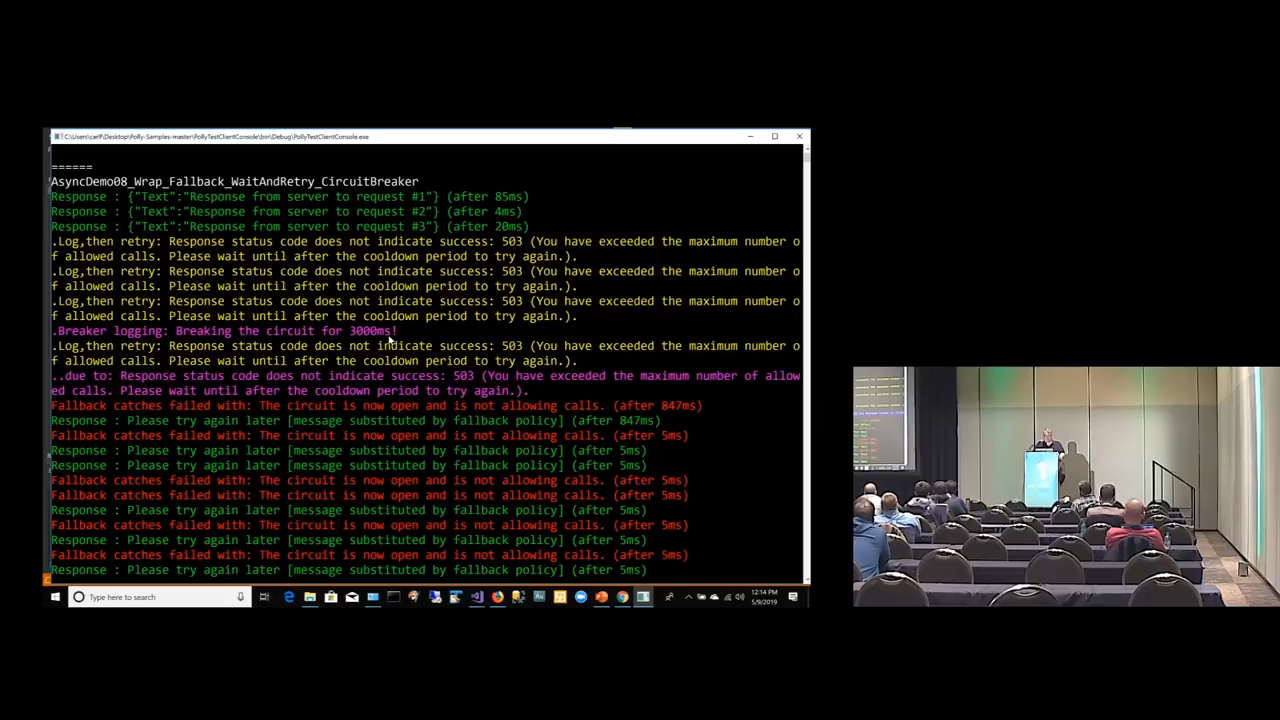 C:\Users\carlf\Desktop\Polly-Samples-master\PollyTestClientConsole\bin\Debug\PollyTestClientConsole.exe
======
AsyncDemo08_Wrap_Fallback_WaitAndRetry_CircuitBreaker
Response : {"Text":"Response from server to request #1"} (after 85ms)
Response : {"Text":"Response from server to request #2"} (after 4ms)
Response : {"Text":"Response from server to request #3"} (after 20ms)
.Log,then retry: Response status code does not indicate success: 503 (You have exceeded the maximum number o
f allowed calls. Please wait until after the cooldown period to try again.).
.Log,then retry: Response status code does not indicate success: 503 (You have exceeded the maximum number o
f allowed calls. Please wait until after the cooldown period to try again.).
.Log,then retry: Response status code does not indicate success: 503 (You have exceeded the maximum number o
f allowed calls. Please wait until after the cooldown period to try again.).
.Breaker logging: Breaking the circuit for 3000ms!
.Log,then retry: Response status code does not indicate success: 503 (You have exceeded the maximum number o
f allowed calls. Please wait until after the cooldown period to try again.).
..due to: Response status code does not indicate success: 503 (You have exceeded the maximum number of allow
ed calls. Please wait until after the cooldown period to try again.).
Fallback catches failed with: The circuit is now open and is not allowing calls. (after 847ms)
Response : Please try again later [message substituted by fallback policy] (after 847ms)
Fallback catches failed with: The circuit is now open and is not allowing calls. (after 5ms)
Response : Please try again later [message substituted by fallback policy] (after 5ms)
Response : Please try again later [message substituted by fallback policy] (after 5ms)
Fallback catches failed with: The circuit is now open and is not allowing calls. (after 5ms)
Fallback catches failed with: The circuit is now open and is not allowing calls. (after 5ms)
Response : Please try again later [message substituted by fallback policy] (after 5ms)
Fallback catches failed with: The circuit is now open and is not allowing calls. (after 5ms)
Response : Please try again later [message substituted by fallback policy] (after 5ms)
Fallback catches failed with: The circuit is now open and is not allowing calls. (after 5ms)
Response : Please try again later [message substituted by fallback policy] (after 5ms)
Type here to search
12:14 PM
5/9/2019